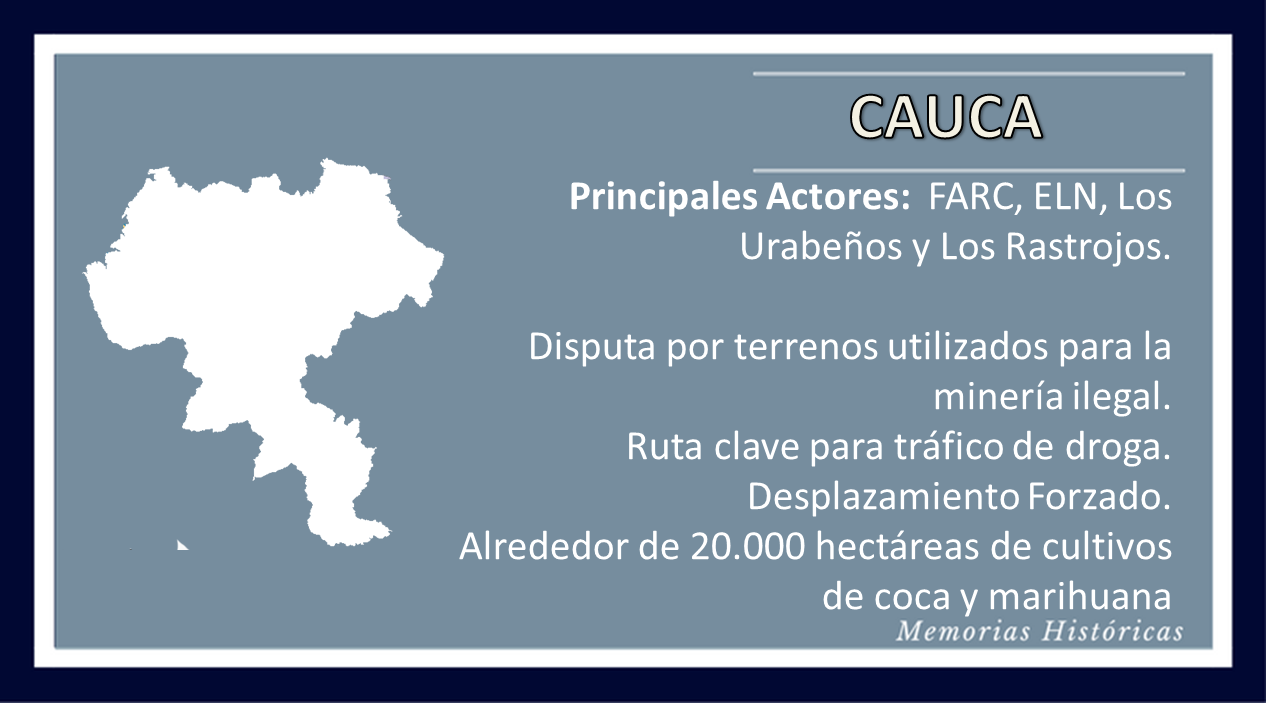 CAUCA
Principales Actores: FARC, ELN, Los
Urabeños y Los Rastrojos.
Disputa por terrenos utilizados para la
minería ilegal.
Ruta clave para tráfico de droga.
Desplazamiento Forzado.
Alrededor de 20.000 hectáreas de cultivos
de coca y marihuana
Memorias Históricas